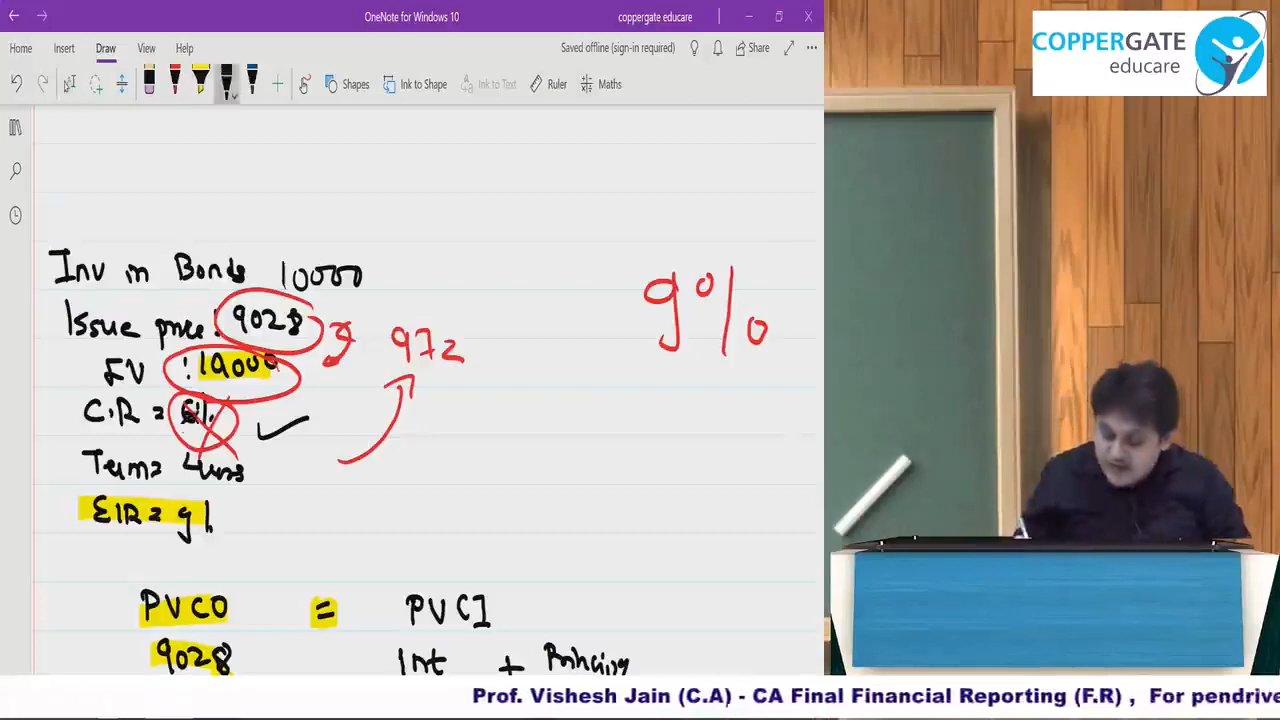 OneNote for Windows 10
coppergate educare
Home Insert Draw View Help
Saved offline (sign-in required)
Share
Shapes
Ink to Shape
Ink to Text
Ruler
Maths
COPPERGATE
educare
Inv in Bonds 10000
Issue price : 9028
972
9%
FV : 10000
C.R = 6%
Term = 4 yrs
EIR = 9%
PVCO = PVCI
9028 Int + Principal
Prof. Vishesh Jain (C.A) - CA Final Financial Reporting (F.R) , For pendrive